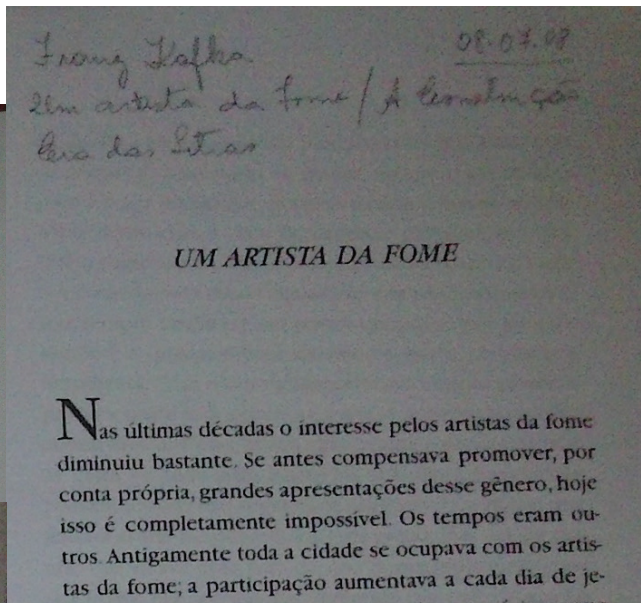 Franz Kafka
08-07-08
Um artista da fome / A Construção
Cia das Letras
UM ARTISTA DA FOME
Nas últimas décadas o interesse pelos artistas da fome
diminuiu bastante. Se antes compensava promover, por
conta própria, grandes apresentações desse gênero, hoje
isso é completamente impossível. Os tempos eram ou-
tros. Antigamente toda a cidade se ocupava com os artis-
tas da fome; a participação aumentava a cada dia de je-